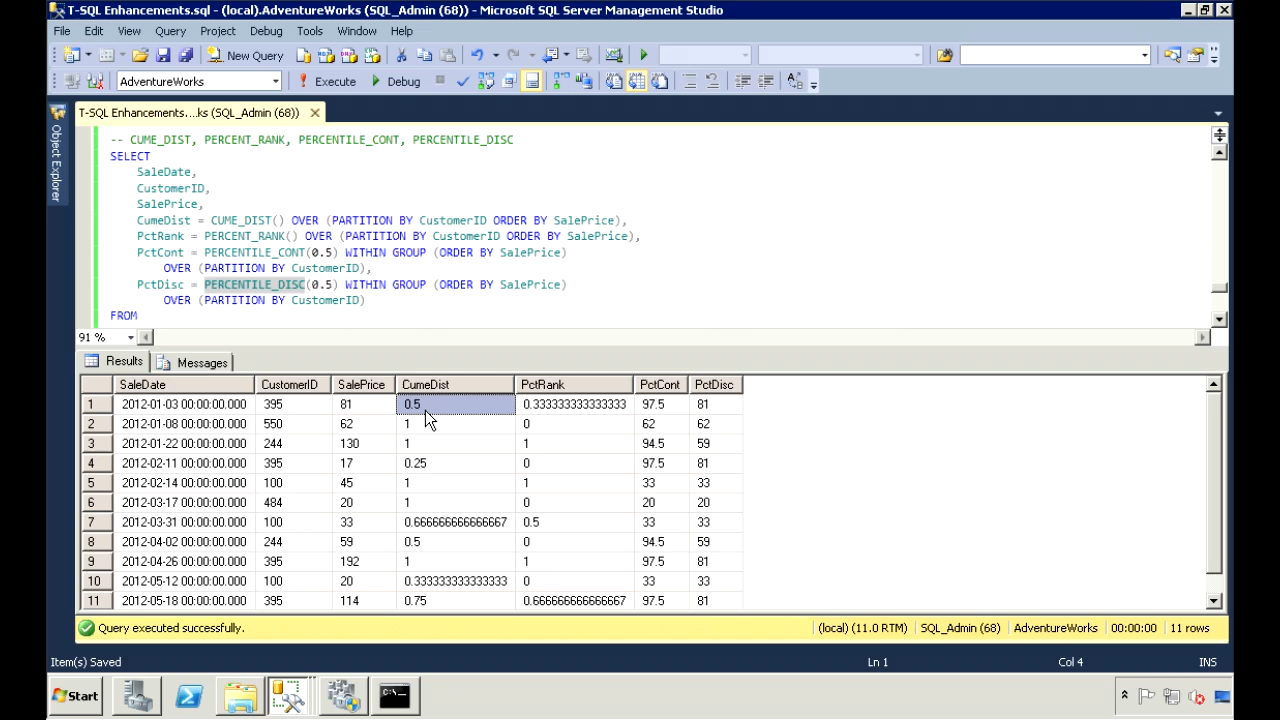 T-SQL Enhancements.sql - (local).AdventureWorks (SQL_Admin (68)) - Microsoft SQL Server Management Studio
File Edit View Query Project Debug Tools Window Help
New Query
AdventureWorks Execute Debug
Object Explorer
T-SQL Enhancements....ks (SQL_Admin (68))
-- CUME_DIST, PERCENT_RANK, PERCENTILE_CONT, PERCENTILE_DISC
SELECT
SaleDate,
CustomerID,
SalePrice,
CumeDist = CUME_DIST() OVER (PARTITION BY CustomerID ORDER BY SalePrice),
PctRank = PERCENT_RANK() OVER (PARTITION BY CustomerID ORDER BY SalePrice),
PctCont = PERCENTILE_CONT(0.5) WITHIN GROUP (ORDER BY SalePrice)
OVER (PARTITION BY CustomerID),
PctDisc = PERCENTILE_DISC(0.5) WITHIN GROUP (ORDER BY SalePrice)
OVER (PARTITION BY CustomerID)
FROM
91 %
Results Messages
SaleDate CustomerID SalePrice CumeDist PctRank PctCont PctDisc
1 2012-01-03 00:00:00.000 395 81 0.5 0.333333333333333 97.5 81
2 2012-01-08 00:00:00.000 550 62 1 0 62 62
3 2012-01-22 00:00:00.000 244 130 1 1 94.5 59
4 2012-02-11 00:00:00.000 395 17 0.25 0 97.5 81
5 2012-02-14 00:00:00.000 100 45 1 1 33 33
6 2012-03-17 00:00:00.000 484 20 1 0 20 20
7 2012-03-31 00:00:00.000 100 33 0.666666666666667 0.5 33 33
8 2012-04-02 00:00:00.000 244 59 0.5 0 94.5 59
9 2012-04-26 00:00:00.000 395 192 1 1 97.5 81
10 2012-05-12 00:00:00.000 100 20 0.333333333333333 0 33 33
11 2012-05-18 00:00:00.000 395 114 0.75 0.666666666666667 97.5 81
Query executed successfully. (local) (11.0 RTM) SQL_Admin (68) AdventureWorks 00:00:00 11 rows
Item(s) Saved Ln 1 Col 4 INS
Start